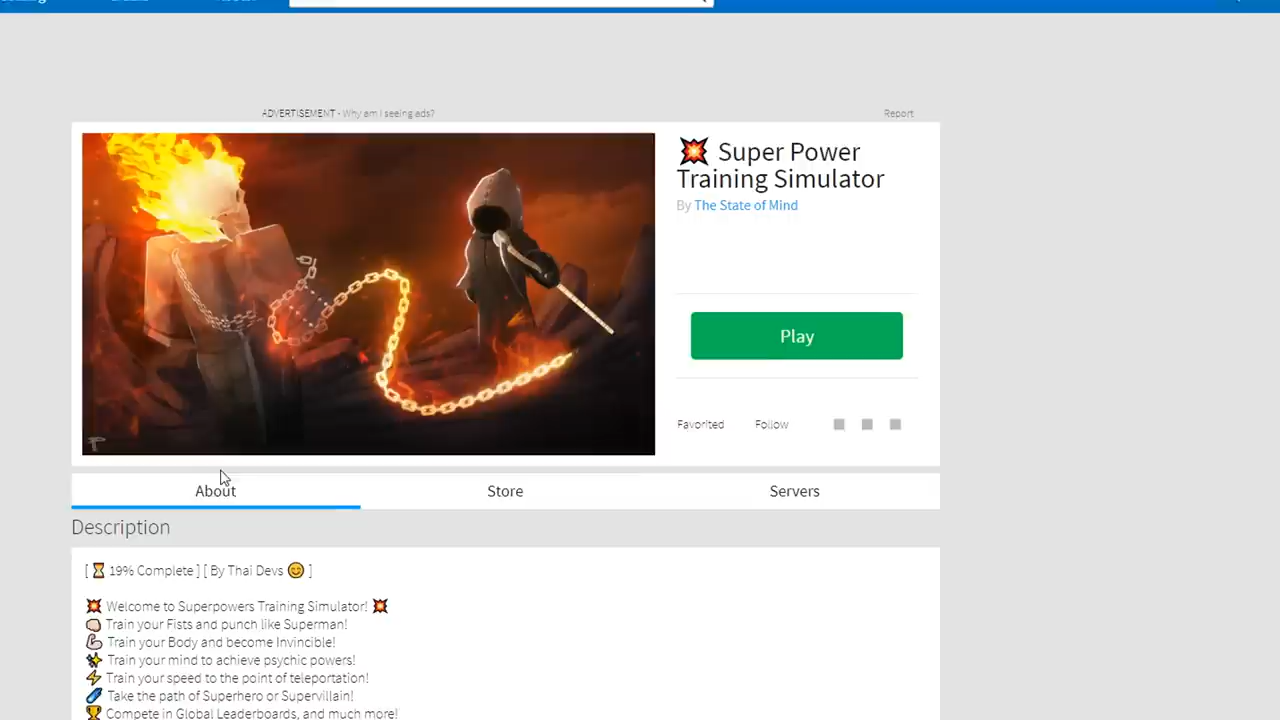 ADVERTISEMENT - Why am I seeing ads?
Report
💥 Super Power
Training Simulator
By The State of Mind
Play
Favorited
Follow
About
Store
Servers
Description
[ ⏳ 19% Complete ] [ By Thai Devs 😊 ]
💥 Welcome to Superpowers Training Simulator! 💥
👊 Train your Fists and punch like Superman!
💪 Train your Body and become Invincible!
✨ Train your mind to achieve psychic powers!
⚡ Train your speed to the point of teleportation!
Take the path of Superhero or Supervillain!
🏆 Compete in Global Leaderboards, and much more!